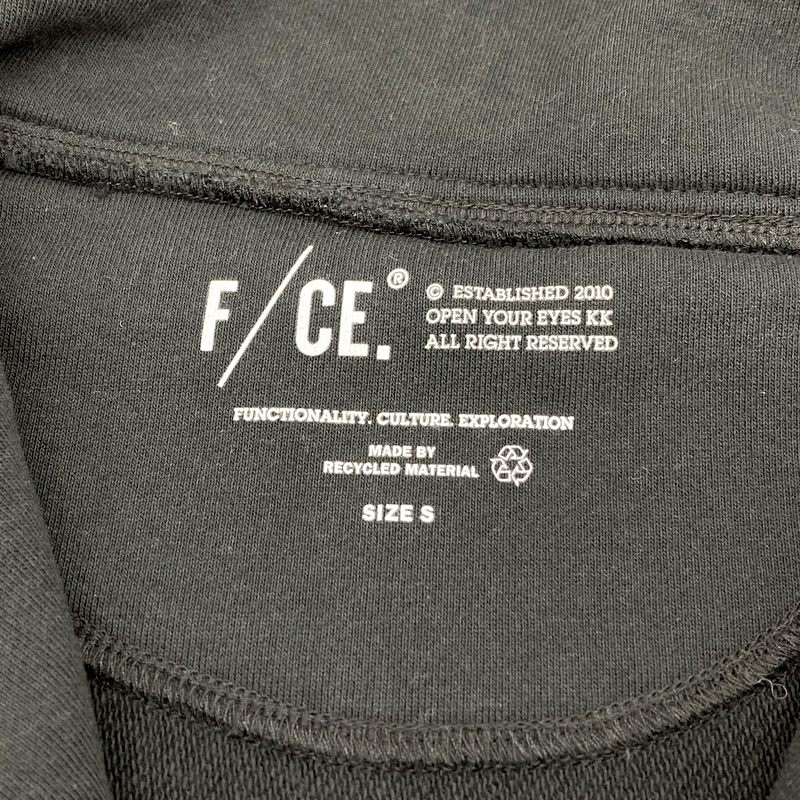 F/CE.®
© ESTABLISHED 2010
OPEN YOUR EYES KK
ALL RIGHT RESERVED
FUNCTIONALITY. CULTURE. EXPLORATION
MADE BY
RECYCLED MATERIAL
SIZE S